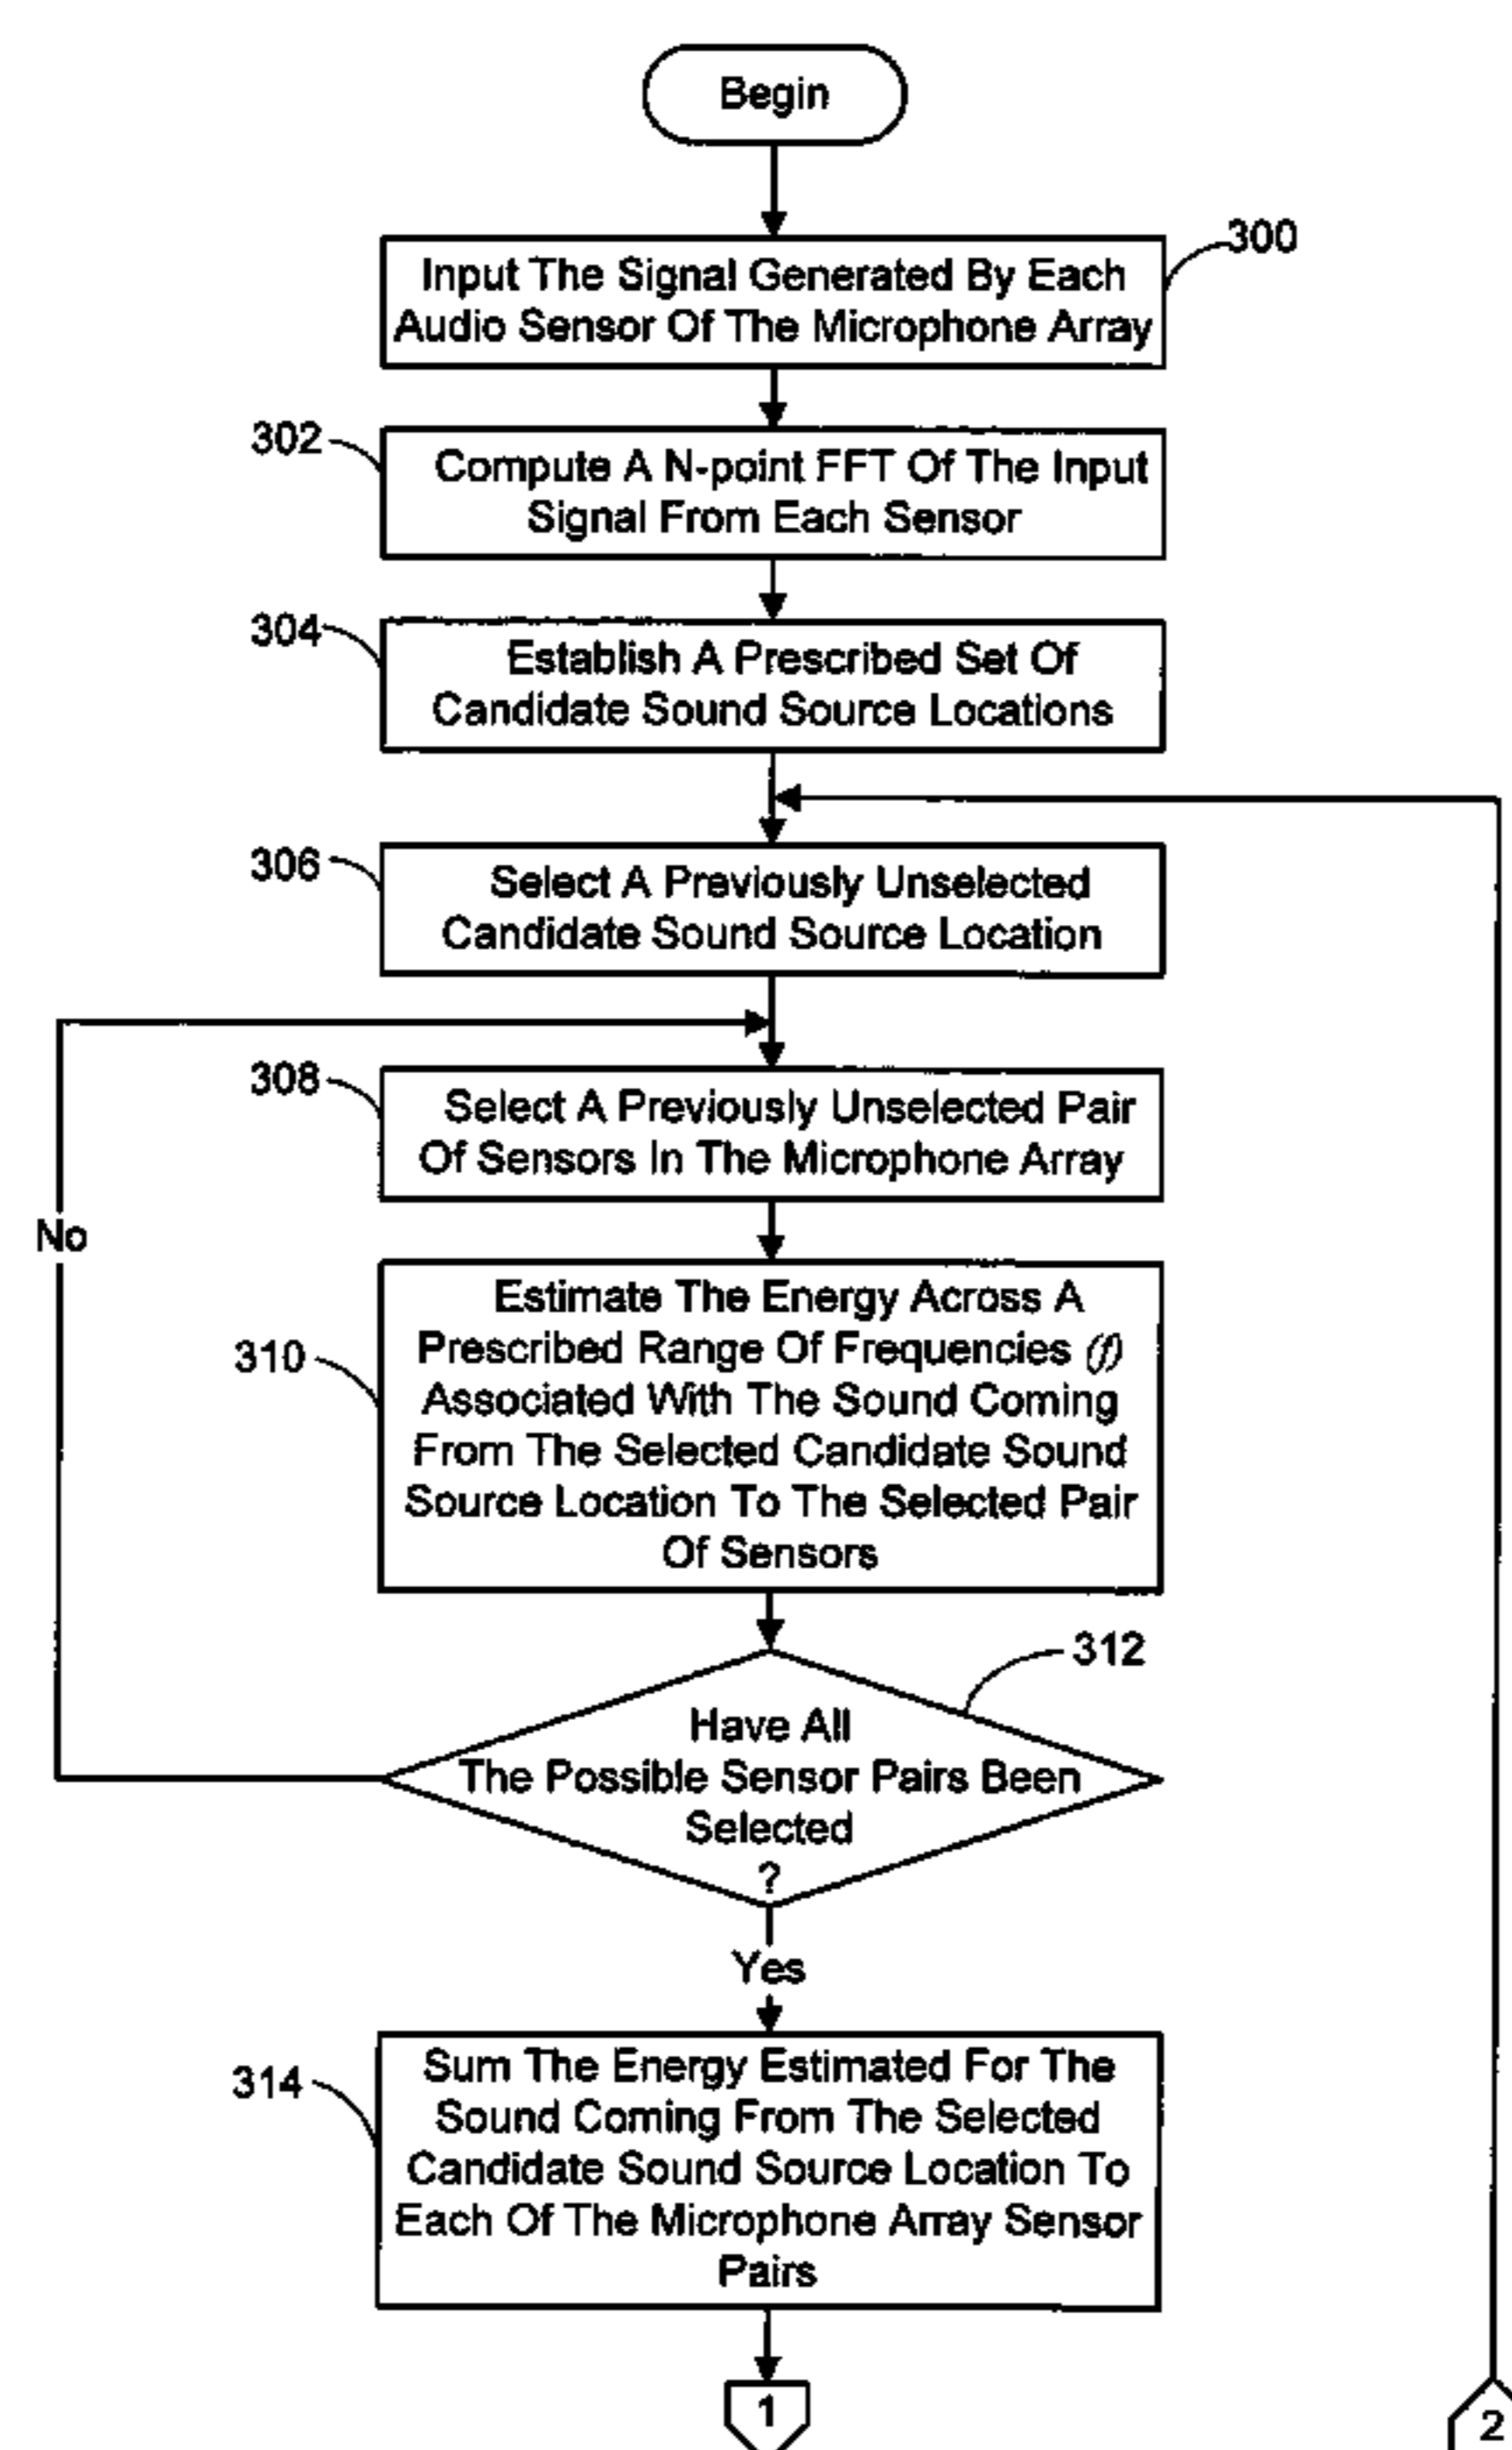 Begin
300
Input The Signal Generated By Each
Audio Sensor Of The Microphone Array
302
Compute A N-point FFT Of The Input
Signal From Each Sensor
304
Establish A Prescribed Set Of
Candidate Sound Source Locations
306
Select A Previously Unselected
Candidate Sound Source Location
308
Select A Previously Unselected Pair
Of Sensors In The Microphone Array
No
310
Estimate The Energy Across A
Prescribed Range Of Frequencies (f)
Associated With The Sound Coming
From The Selected Candidate Sound
Source Location To The Selected Pair
Of Sensors
312
Have All
The Possible Sensor Pairs Been
Selected
?
Yes
314
Sum The Energy Estimated For The
Sound Coming From The Selected
Candidate Sound Source Location To
Each Of The Microphone Array Sensor
Pairs
1
2